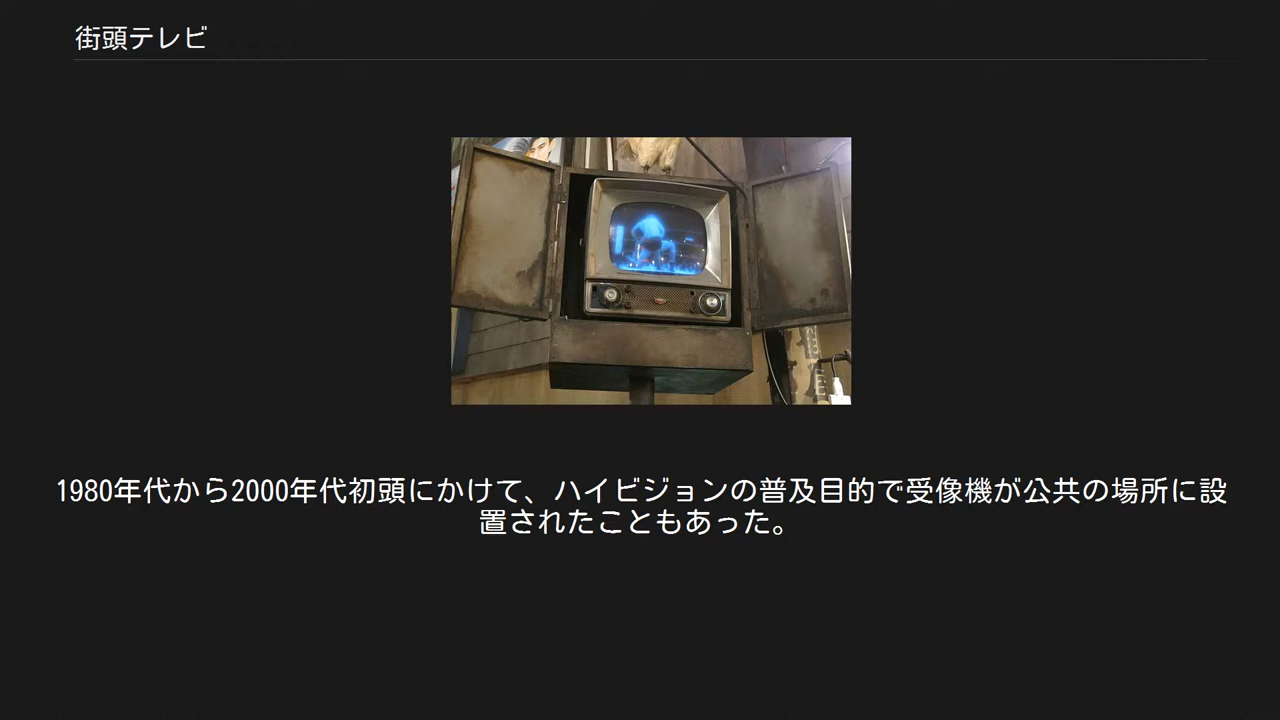 街頭テレビ
1980年代から2000年代初頭にかけて、ハイビジョンの普及目的で受像機が公共の場所に設
置されたこともあった。